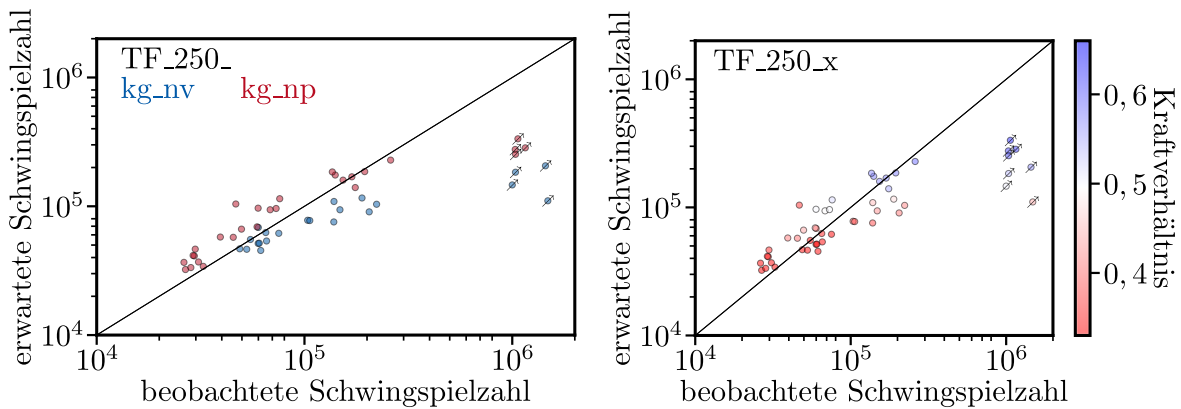 TF_250_
kg_nv kg_np
10^6
10^5
10^4
10^4 10^5 10^6
erwartete Schwingspielzahl
beobachtete Schwingspielzahl
TF_250_x
10^6
10^5
10^4
10^4 10^5 10^6
erwartete Schwingspielzahl
beobachtete Schwingspielzahl
0,6
0,5
0,4
Kraftverhältnis